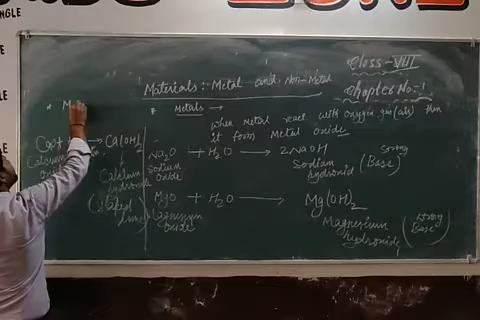 Class - VIII
Materials : Metal and Non-Metal
Chapter No - 1
* M
* Metals →
When Metal react with oxygen gas (air) then
it form Metal oxide
CaO + → Ca(OH)2
Calcium oxide
Calcium hydroxide
(slaked lime)
Na2O + H2O → 2NaOH
Sodium oxide
Sodium hydroxid (Strong Base)
MgO + H2O → Mg(OH)2
Magnesium oxide
Magnesium hydroxide (Strong Base)